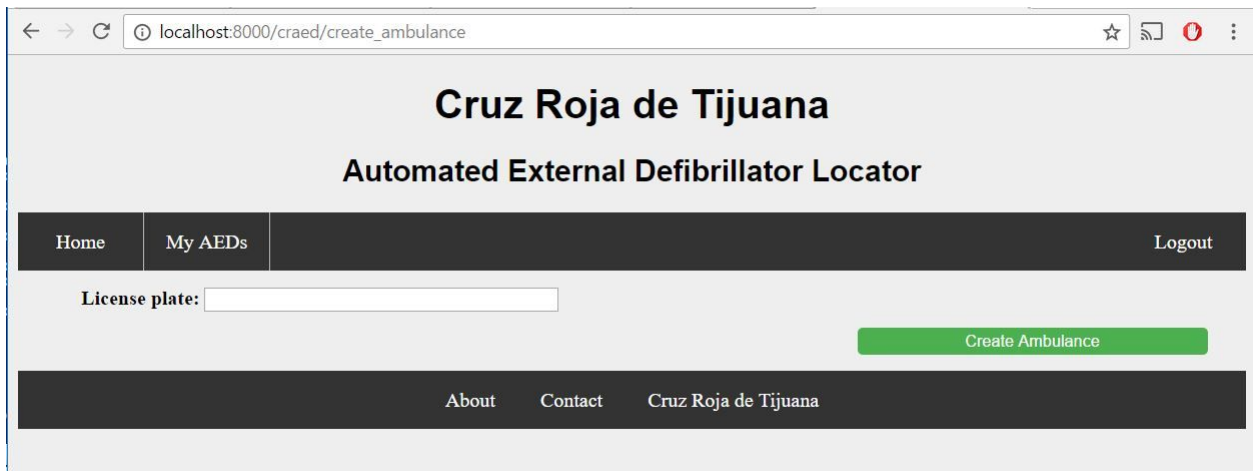 localhost:8000/craed/create_ambulance
Cruz Roja de Tijuana
Automated External Defibrillator Locator
Home My AEDs Logout
License plate:
Create Ambulance
About Contact Cruz Roja de Tijuana